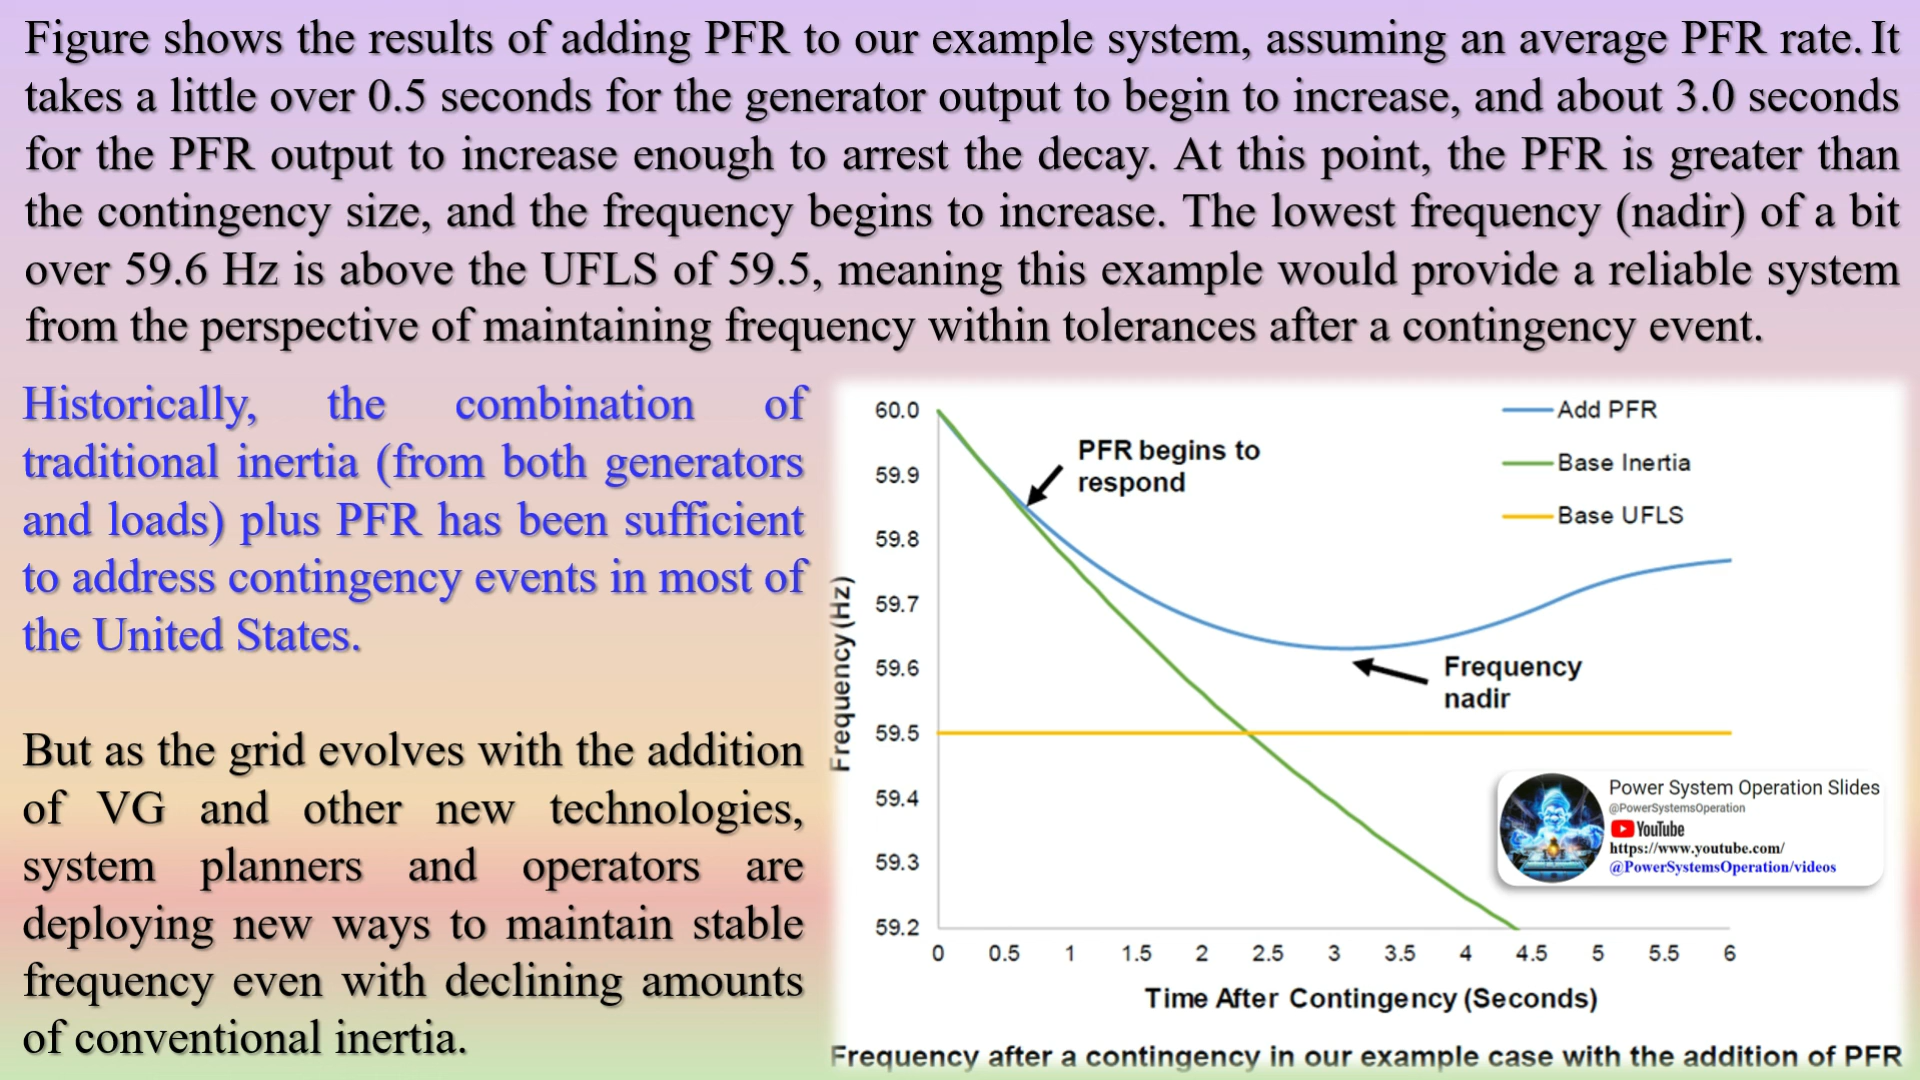 Figure shows the results of adding PFR to our example system, assuming an average PFR rate. It
takes a little over 0.5 seconds for the generator output to begin to increase, and about 3.0 seconds
for the PFR output to increase enough to arrest the decay. At this point, the PFR is greater than
the contingency size, and the frequency begins to increase. The lowest frequency (nadir) of a bit
over 59.6 Hz is above the UFLS of 59.5, meaning this example would provide a reliable system
from the perspective of maintaining frequency within tolerances after a contingency event.
Historically, the combination of
traditional inertia (from both generators
and loads) plus PFR has been sufficient
to address contingency events in most of
the United States.
But as the grid evolves with the addition
of VG and other new technologies,
system planners and operators are
deploying new ways to maintain stable
frequency even with declining amounts
of conventional inertia.
Frequency (Hz)
60.0
59.9
59.8
59.7
59.6
59.5
59.4
59.3
59.2
PFR begins to
respond
Add PFR
Base Inertia
Base UFLS
Frequency
nadir
Power System Operation Slides
@PowerSystemsOperation
YouTube
https://www.youtube.com/
@PowerSystemsOperation/videos
0 0.5 1 1.5 2 2.5 3 3.5 4 4.5 5 5.5 6
Time After Contingency (Seconds)
Frequency after a contingency in our example case with the addition of PFR